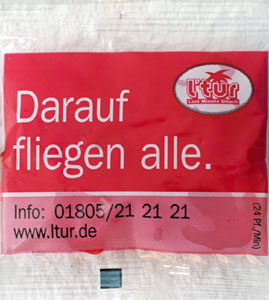 l'tur
Last Minute Urlaub
Darauf
fliegen alle.
Info: 01805/21 21 21
www.ltur.de
(24 Pf./Min)